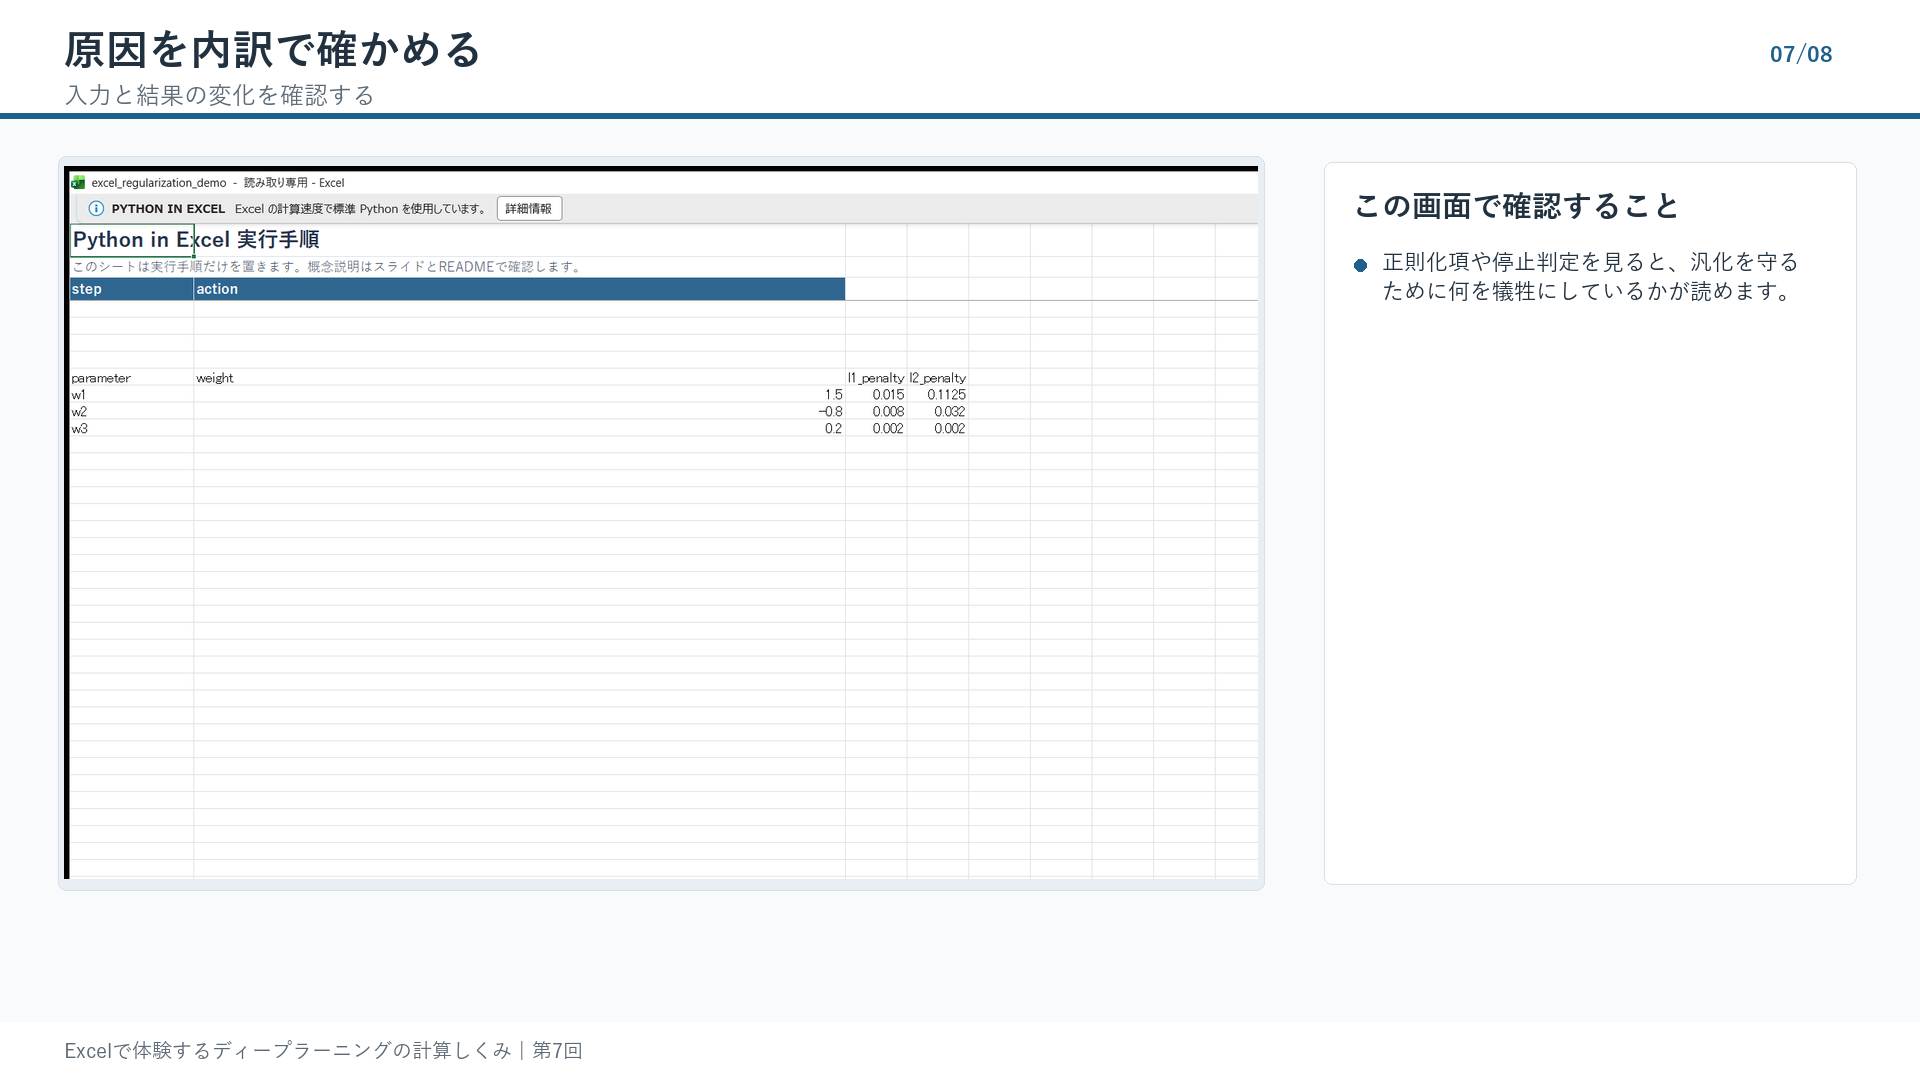 原因を内訳で確かめる
入力と結果の変化を確認する
07/08
excel_regularization_demo - 読み取り専用 - Excel
PYTHON IN EXCEL Excel の計算速度で標準 Python を使用しています。 詳細情報
Python in Excel 実行手順
このシートは実行手順だけを置きます。概念説明はスライドとREADMEで確認します。
step action
parameter weight l1_penalty l2_penalty
w1 1.5 0.015 0.1125
w2 -0.8 0.008 0.032
w3 0.2 0.002 0.002
この画面で確認すること
正則化項や停止判定を見ると、汎化を守る
ために何を犠牲にしているかが読めます。
Excelで体験するディープラーニングの計算しくみ｜第7回